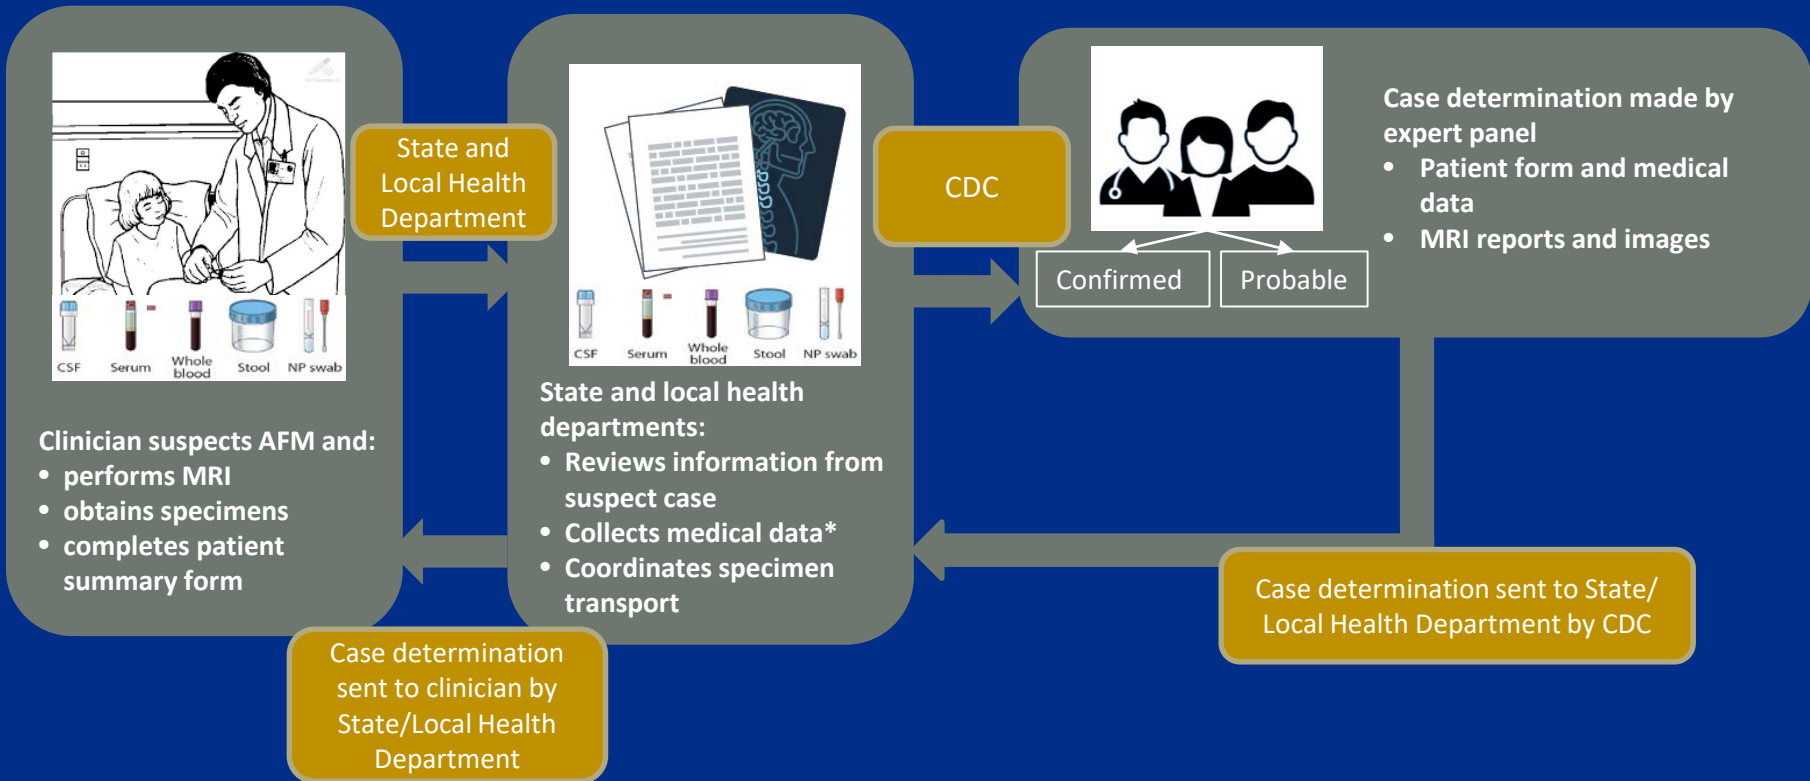 CSF
Serum
Whole
blood
Stool
NP swab
Clinician suspects AFM and:
• performs MRI
• obtains specimens
• completes patient
summary form
State and
Local Health
Department
CSF
Serum
Whole
blood
Stool
NP swab
State and local health
departments:
• Reviews information from
suspect case
• Collects medical data*
• Coordinates specimen
transport
CDC
Confirmed
Probable
Case determination made by
expert panel
• Patient form and medical
data
• MRI reports and images
Case determination sent to State/
Local Health Department by CDC
Case determination
sent to clinician by
State/Local Health
Department